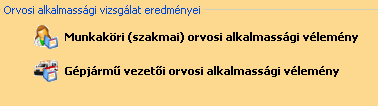 Orvosi alkalmassági vizsgálat eredményei
Munkaköri (szakmai) orvosi alkalmassági vélemény
Gépjármű vezetői orvosi alkalmassági vélemény